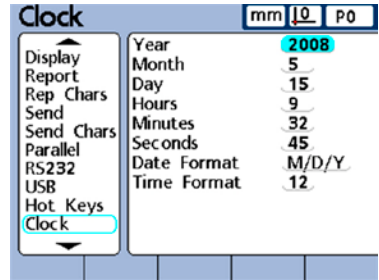 Clock
mm 0 P0
Display
Report
Rep Chars
Send
Send Chars
Parallel
RS232
USB
Hot Keys
Clock
Year 2008
Month 5
Day 15
Hours 9
Minutes 32
Seconds 45
Date Format M/D/Y
Time Format 12